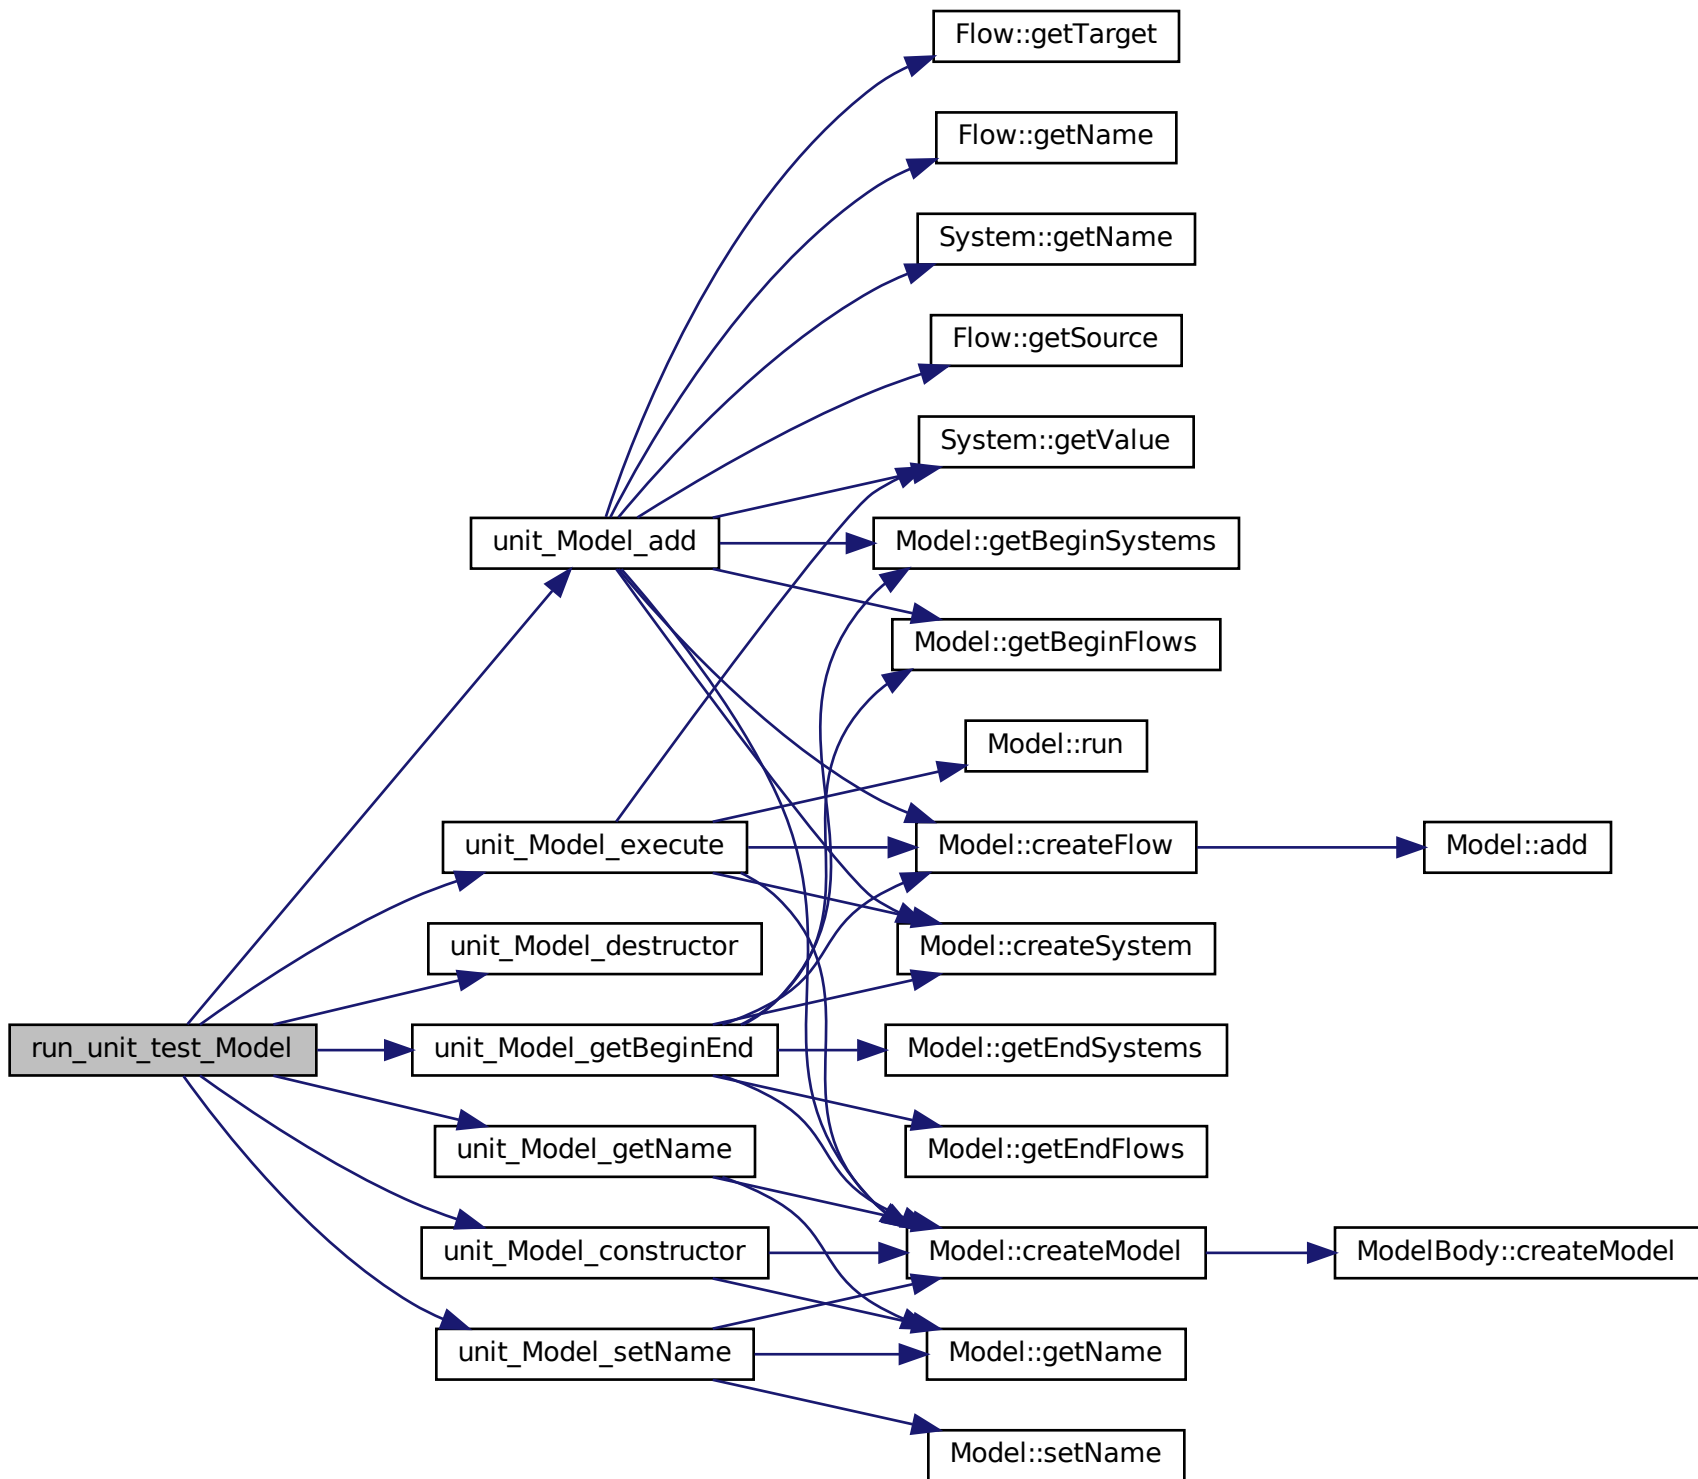 Flow::getTarget
Flow::getName
System::getName
Flow::getSource
System::getValue
unit_Model_add
Model::getBeginSystems
Model::getBeginFlows
Model::run
unit_Model_execute
Model::createFlow
Model::add
unit_Model_destructor
Model::createSystem
run_unit_test_Model
unit_Model_getBeginEnd
Model::getEndSystems
unit_Model_getName
Model::getEndFlows
unit_Model_constructor
Model::createModel
ModelBody::createModel
unit_Model_setName
Model::getName
Model::setName